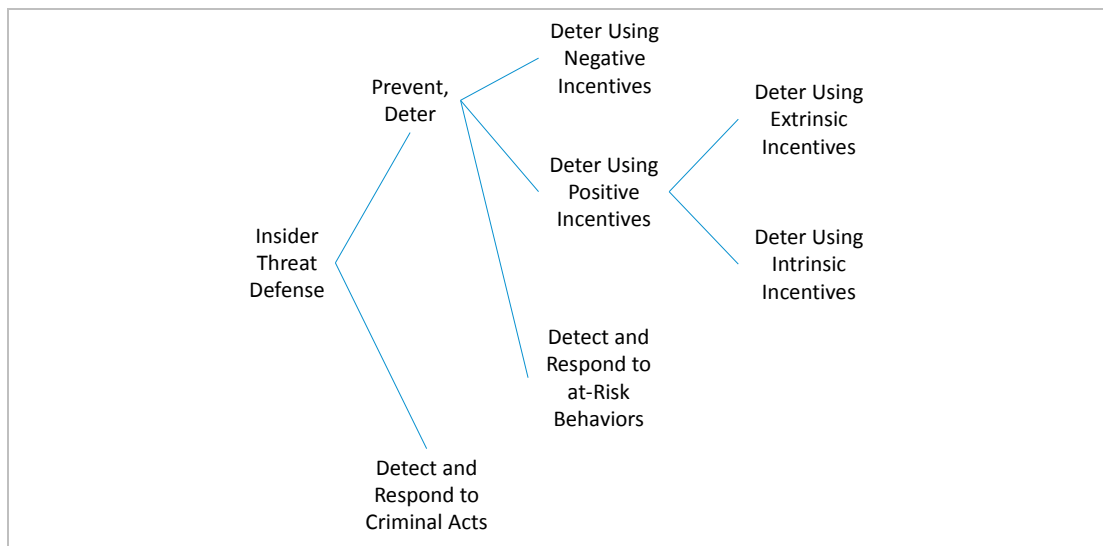 Deter Using
Negative
Incentives
Prevent,
Deter
Deter Using
Extrinsic
Incentives
Deter Using
Positive
Incentives
Insider
Threat
Defense
Deter Using
Intrinsic
Incentives
Detect and
Respond to
at-Risk
Behaviors
Detect and
Respond to
Criminal Acts